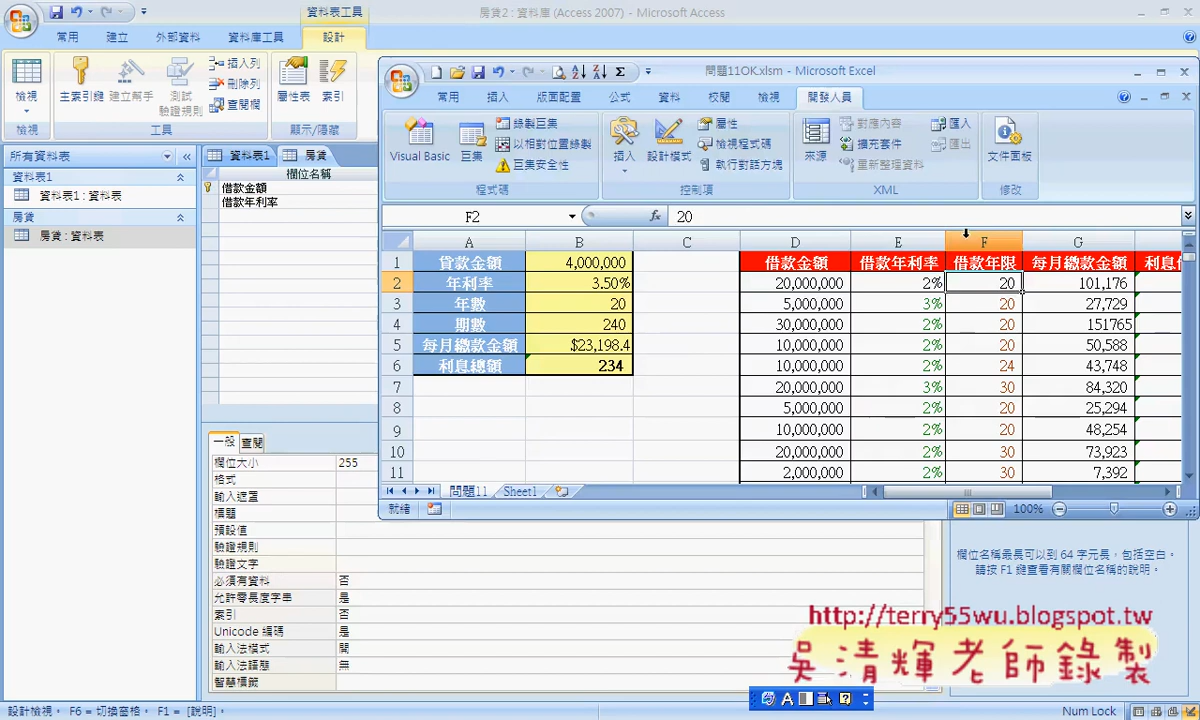 資料表工具
房貸2 : 資料庫 (Access 2007) - Microsoft Access
常用 建立 外部資料 資料庫工具 設計
檢視 主索引鍵 建立幫手 測試驗證規則 插入列 刪除列 查閱欄 屬性表 索引
檢視 工具 顯示/隱藏
所有資料表
資料表1
資料表1 : 資料表
房貸
房貸 : 資料表
資料表1 房貸
欄位名稱
借款金額
借款年利率
問題11OK.xlsm - Microsoft Excel
常用 插入 版面配置 公式 資料 校閱 檢視 開發人員
Visual Basic 巨集 錄製巨集 以相對位置錄製 巨集安全性
插入 設計模式 屬性 檢視程式碼 執行對話方塊
來源 對應內容 擴充套件 重新整理資料 匯入 匯出 文件面板
程式碼 控制項 XML 修改
F2 fx 20
A B C D E F G
1 貸款金額 4,000,000 借款金額 借款年利率 借款年限 每月繳款金額
2 年利率 3.50% 20,000,000 2% 20 101,176
3 年數 20 5,000,000 3% 20 27,729
4 期數 240 30,000,000 2% 20 151765
5 每月繳款金額 $23,198.4 10,000,000 2% 20 50,588
6 利息總額 234 10,000,000 2% 24 43,748
7 20,000,000 3% 30 84,320
8 5,000,000 2% 20 25,294
9 10,000,000 2% 20 48,254
10 20,000,000 2% 30 73,923
11 2,000,000 2% 30 7,392
問題11 Sheet1
就緒 100%
一般 查閱
欄位大小 255
格式
輸入遮罩
標題
預設值
驗證規則
驗證文字
必須有資料 否
允許零長度字串 是
索引 否
Unicode 編碼 是
輸入法模式 開
輸入法語態 無
智慧標籤
欄位名稱最長可以到 64 字元長，包括空白。
請按 F1 鍵查看有關欄位名稱的說明。
http://terry55wu.blogspot.tw
吳清輝老師錄製
設計檢視。 F6 = 切換窗格。 F1 = [說明]。 Num Lock